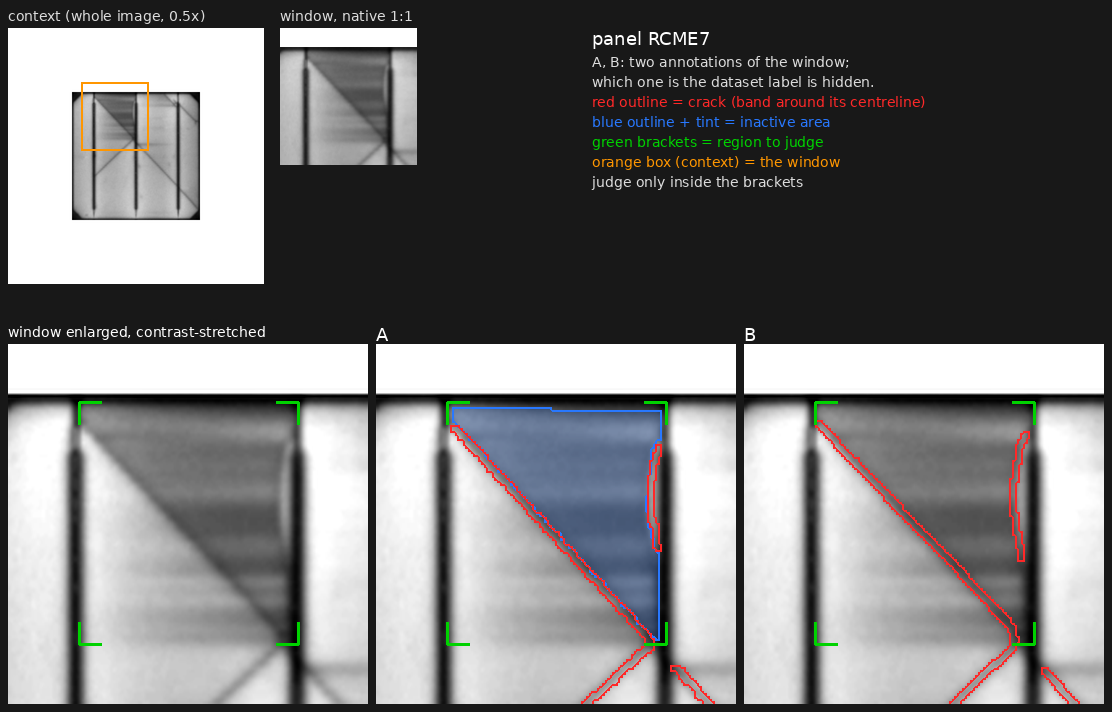 context (whole image, 0.5x)
window, native 1:1
panel RCME7
A, B: two annotations of the window;
which one is the dataset label is hidden.
red outline = crack (band around its centreline)
blue outline + tint = inactive area
green brackets = region to judge
orange box (context) = the window
judge only inside the brackets
window enlarged, contrast-stretched
A
B